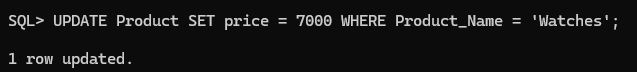 SQL> UPDATE Product SET price = 7000 WHERE Product_Name = 'Watches';
1 row updated.